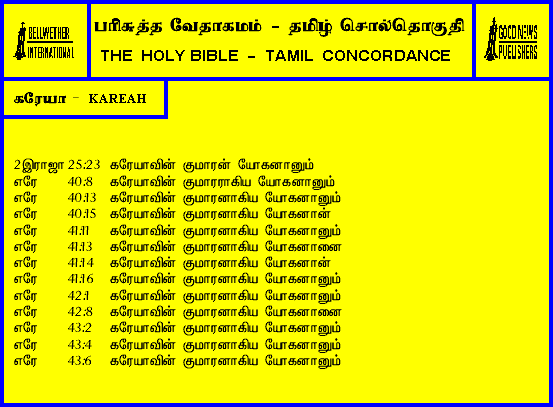 BELLWETHER
INTERNATIONAL
பரிசுத்த வேதாகமம் - தமிழ் சொல்தொகுதி
THE HOLY BIBLE - TAMIL CONCORDANCE
GOOD NEWS
PUBLISHERS
கரேயா - KAREAH
2இராஜா 25:23 கரேயாவின் குமாரன் யோகனானும்
எரே 40:8 கரேயாவின் குமாரராகிய யோகனானும்
எரே 40:13 கரேயாவின் குமாரனாகிய யோகனானும்
எரே 40:15 கரேயாவின் குமாரனாகிய யோகனான்
எரே 41:11 கரேயாவின் குமாரனாகிய யோகனானும்
எரே 41:13 கரேயாவின் குமாரனாகிய யோகனானை
எரே 41:14 கரேயாவின் குமாரனாகிய யோகனான்
எரே 41:16 கரேயாவின் குமாரனாகிய யோகனானும்
எரே 42:1 கரேயாவின் குமாரனாகிய யோகனானும்
எரே 42:8 கரேயாவின் குமாரனாகிய யோகனானை
எரே 43:2 கரேயாவின் குமாரனாகிய யோகனானும்
எரே 43:4 கரேயாவின் குமாரனாகிய யோகனானும்
எரே 43:6 கரேயாவின் குமாரனாகிய யோகனானும்